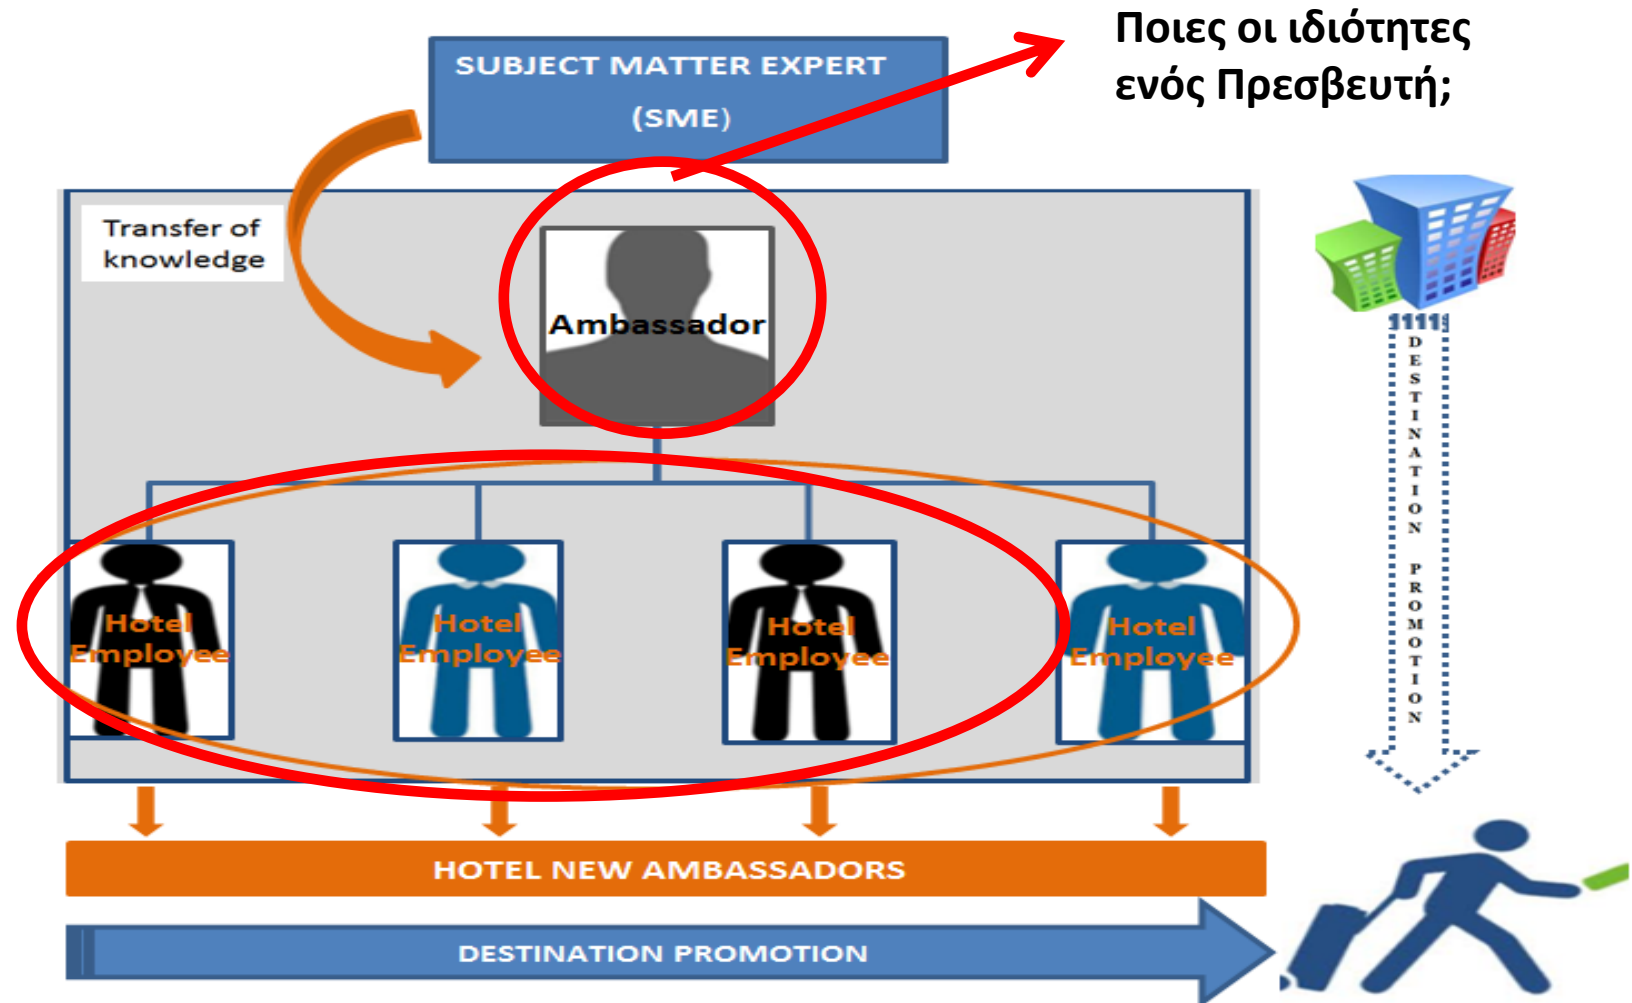 Ποιες οι ιδιότητες
ενός Πρεσβευτή;
SUBJECT MATTER EXPERT
(SME)
Transfer of
knowledge
Ambassador
Hotel
Employee
Hotel
Employee
Hotel
Employee
Hotel
Employee
DESTINATION PROMOTION
HOTEL NEW AMBASSADORS
DESTINATION PROMOTION